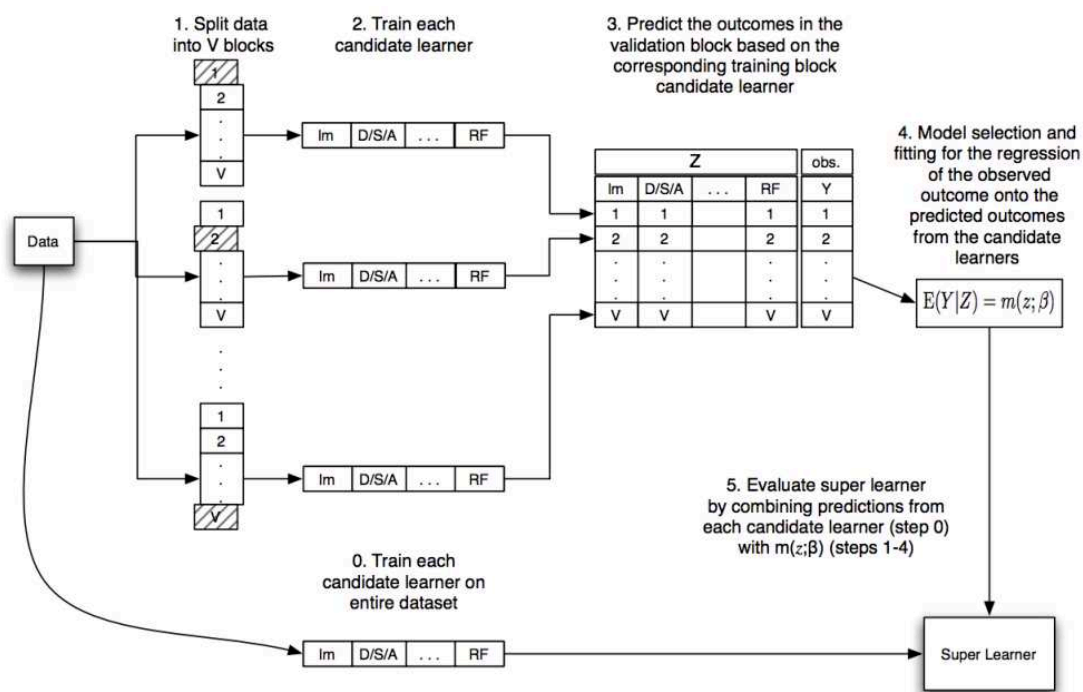 1. Split data
into V blocks
2. Train each
candidate learner
3. Predict the outcomes in the
validation block based on the
corresponding training block
candidate learner
4. Model selection and
fitting for the regression
of the observed
outcome onto the
predicted outcomes
from the candidate
learners
Data
1
2
.
.
.
V
lm D/S/A . . . RF
1
2
.
.
.
V
lm D/S/A . . . RF
.
.
.
.
1
2
.
.
.
V
lm D/S/A . . . RF
Z obs.
lm D/S/A . . . RF Y
1 1 1 1
2 2 2 2
. . . .
. . . .
. . . .
V V V V
E(Y|Z) = m(z;β)
5. Evaluate super learner
by combining predictions from
each candidate learner (step 0)
with m(z;β) (steps 1-4)
0. Train each
candidate learner on
entire dataset
lm D/S/A . . . RF
Super Learner